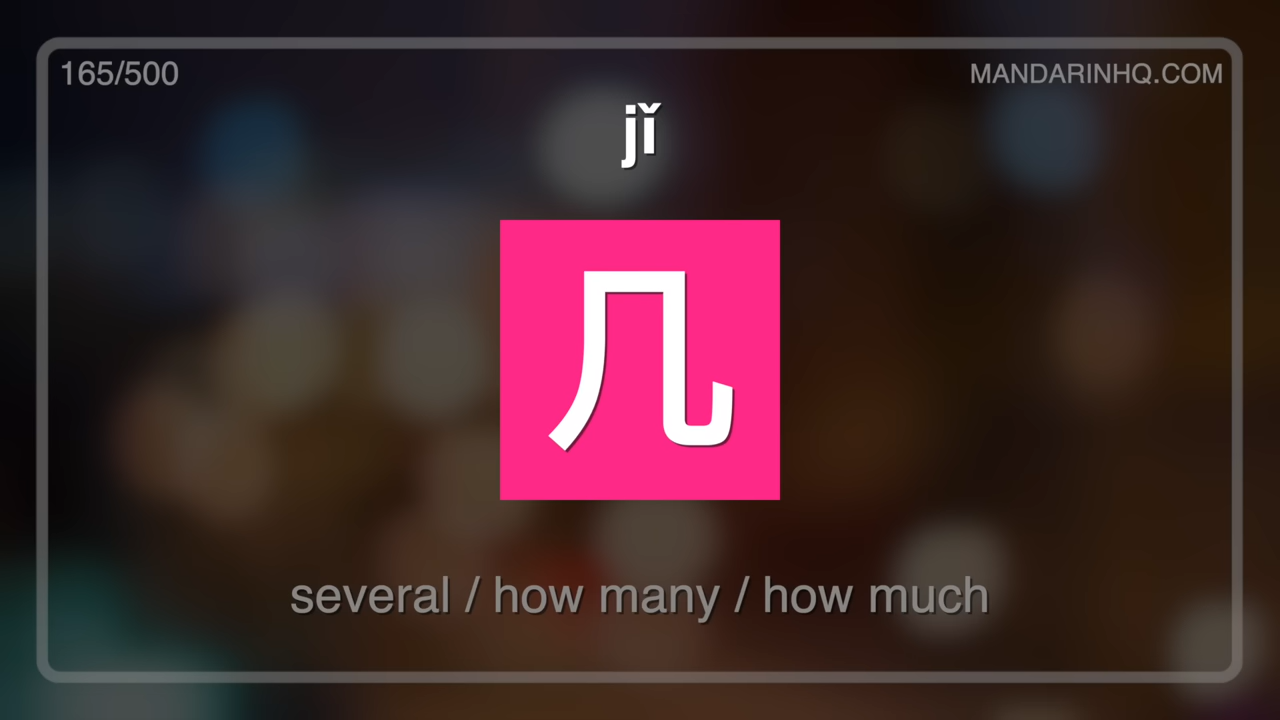 165/500
MANDARINHQ.COM
jǐ
几
several / how many / how much